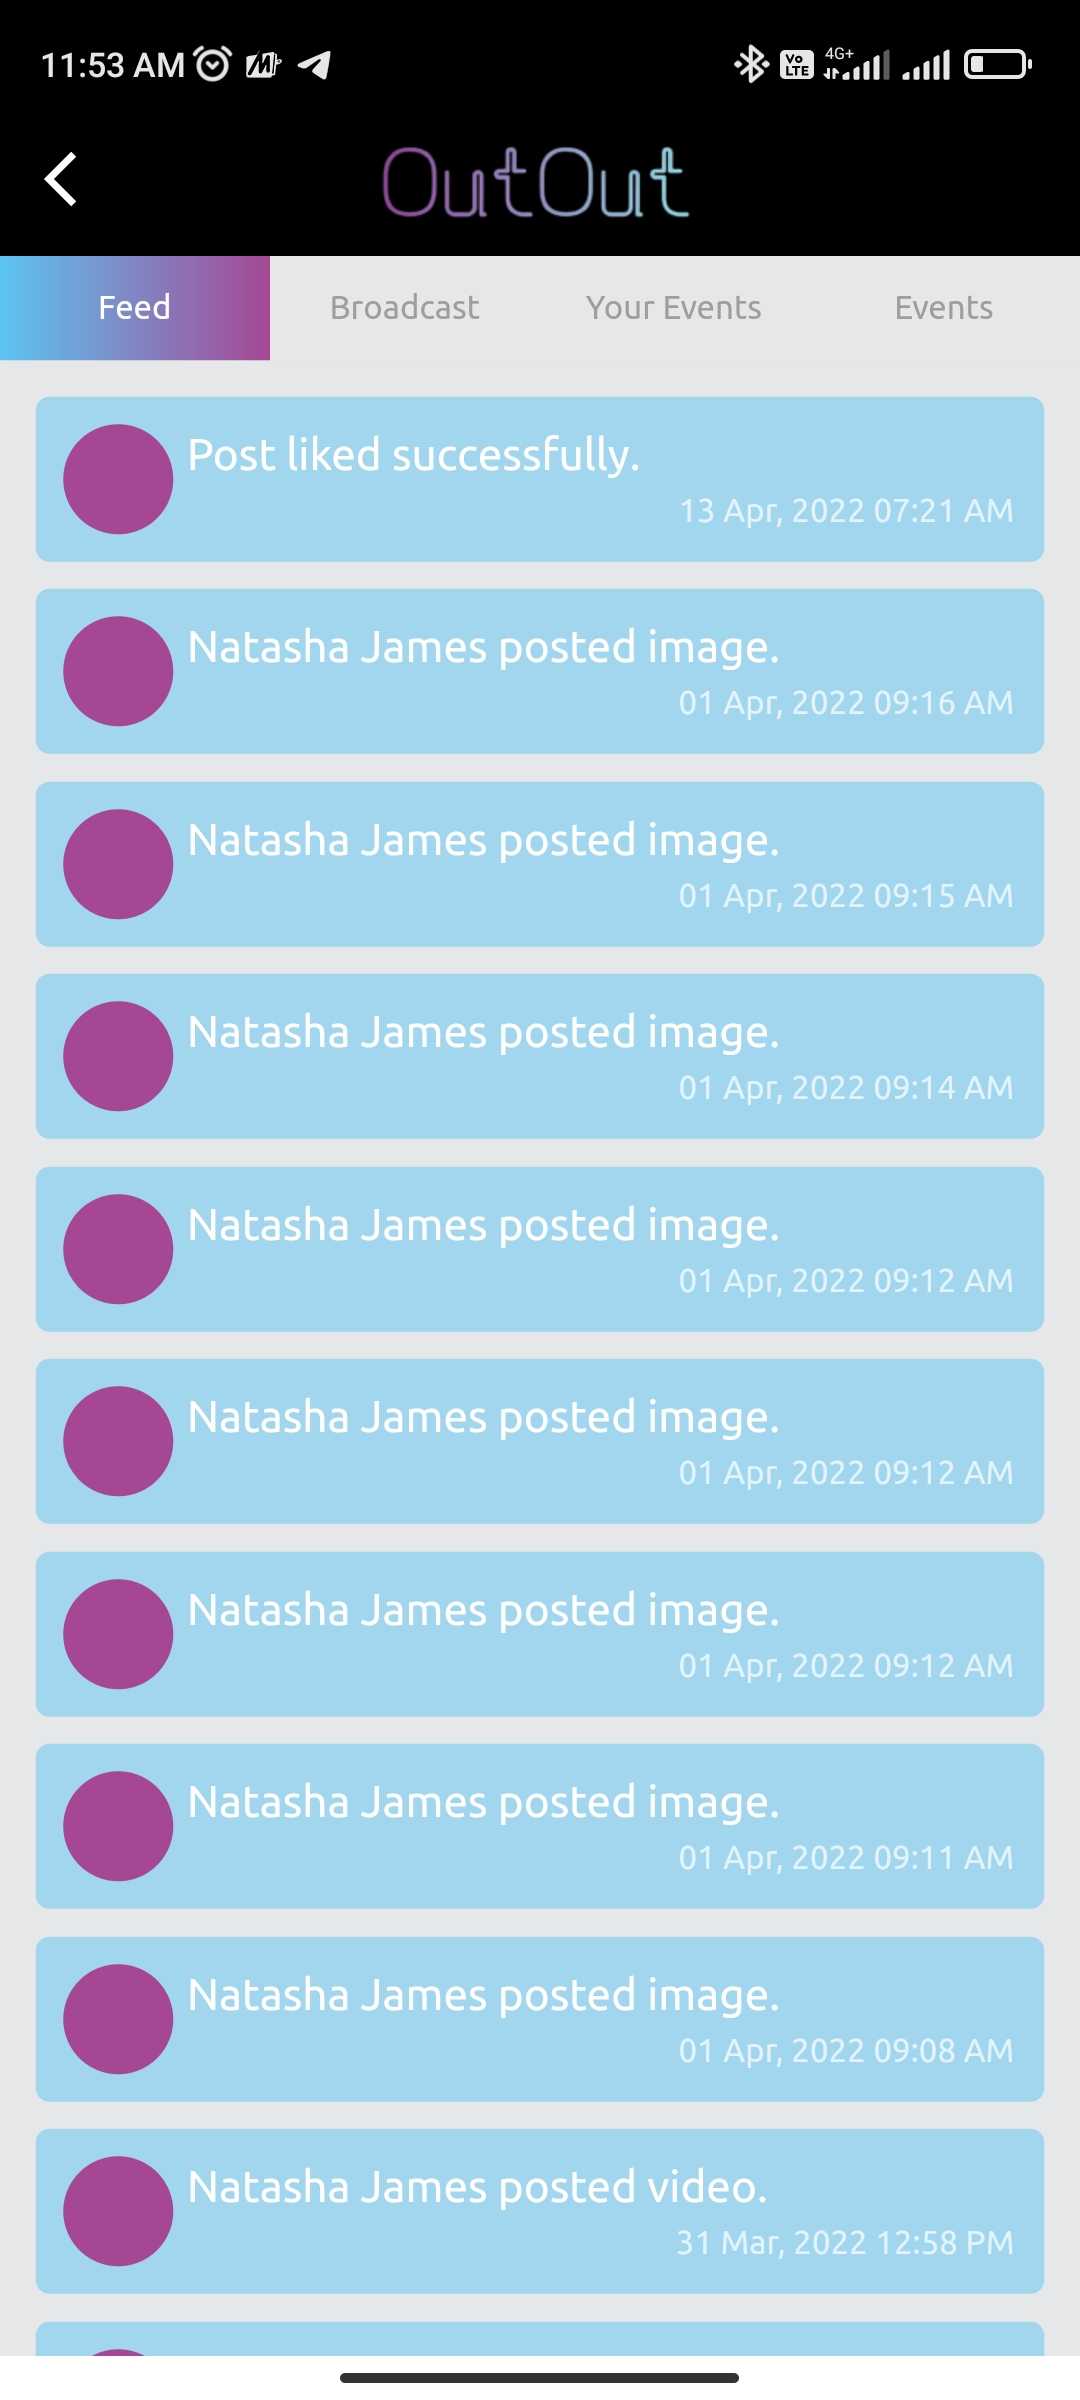 11:53 AM
Vo LTE
4G+
OutOut
Feed Broadcast Your Events Events
Post liked successfully.
13 Apr, 2022 07:21 AM
Natasha James posted image.
01 Apr, 2022 09:16 AM
Natasha James posted image.
01 Apr, 2022 09:15 AM
Natasha James posted image.
01 Apr, 2022 09:14 AM
Natasha James posted image.
01 Apr, 2022 09:12 AM
Natasha James posted image.
01 Apr, 2022 09:12 AM
Natasha James posted image.
01 Apr, 2022 09:12 AM
Natasha James posted image.
01 Apr, 2022 09:11 AM
Natasha James posted image.
01 Apr, 2022 09:08 AM
Natasha James posted video.
31 Mar, 2022 12:58 PM